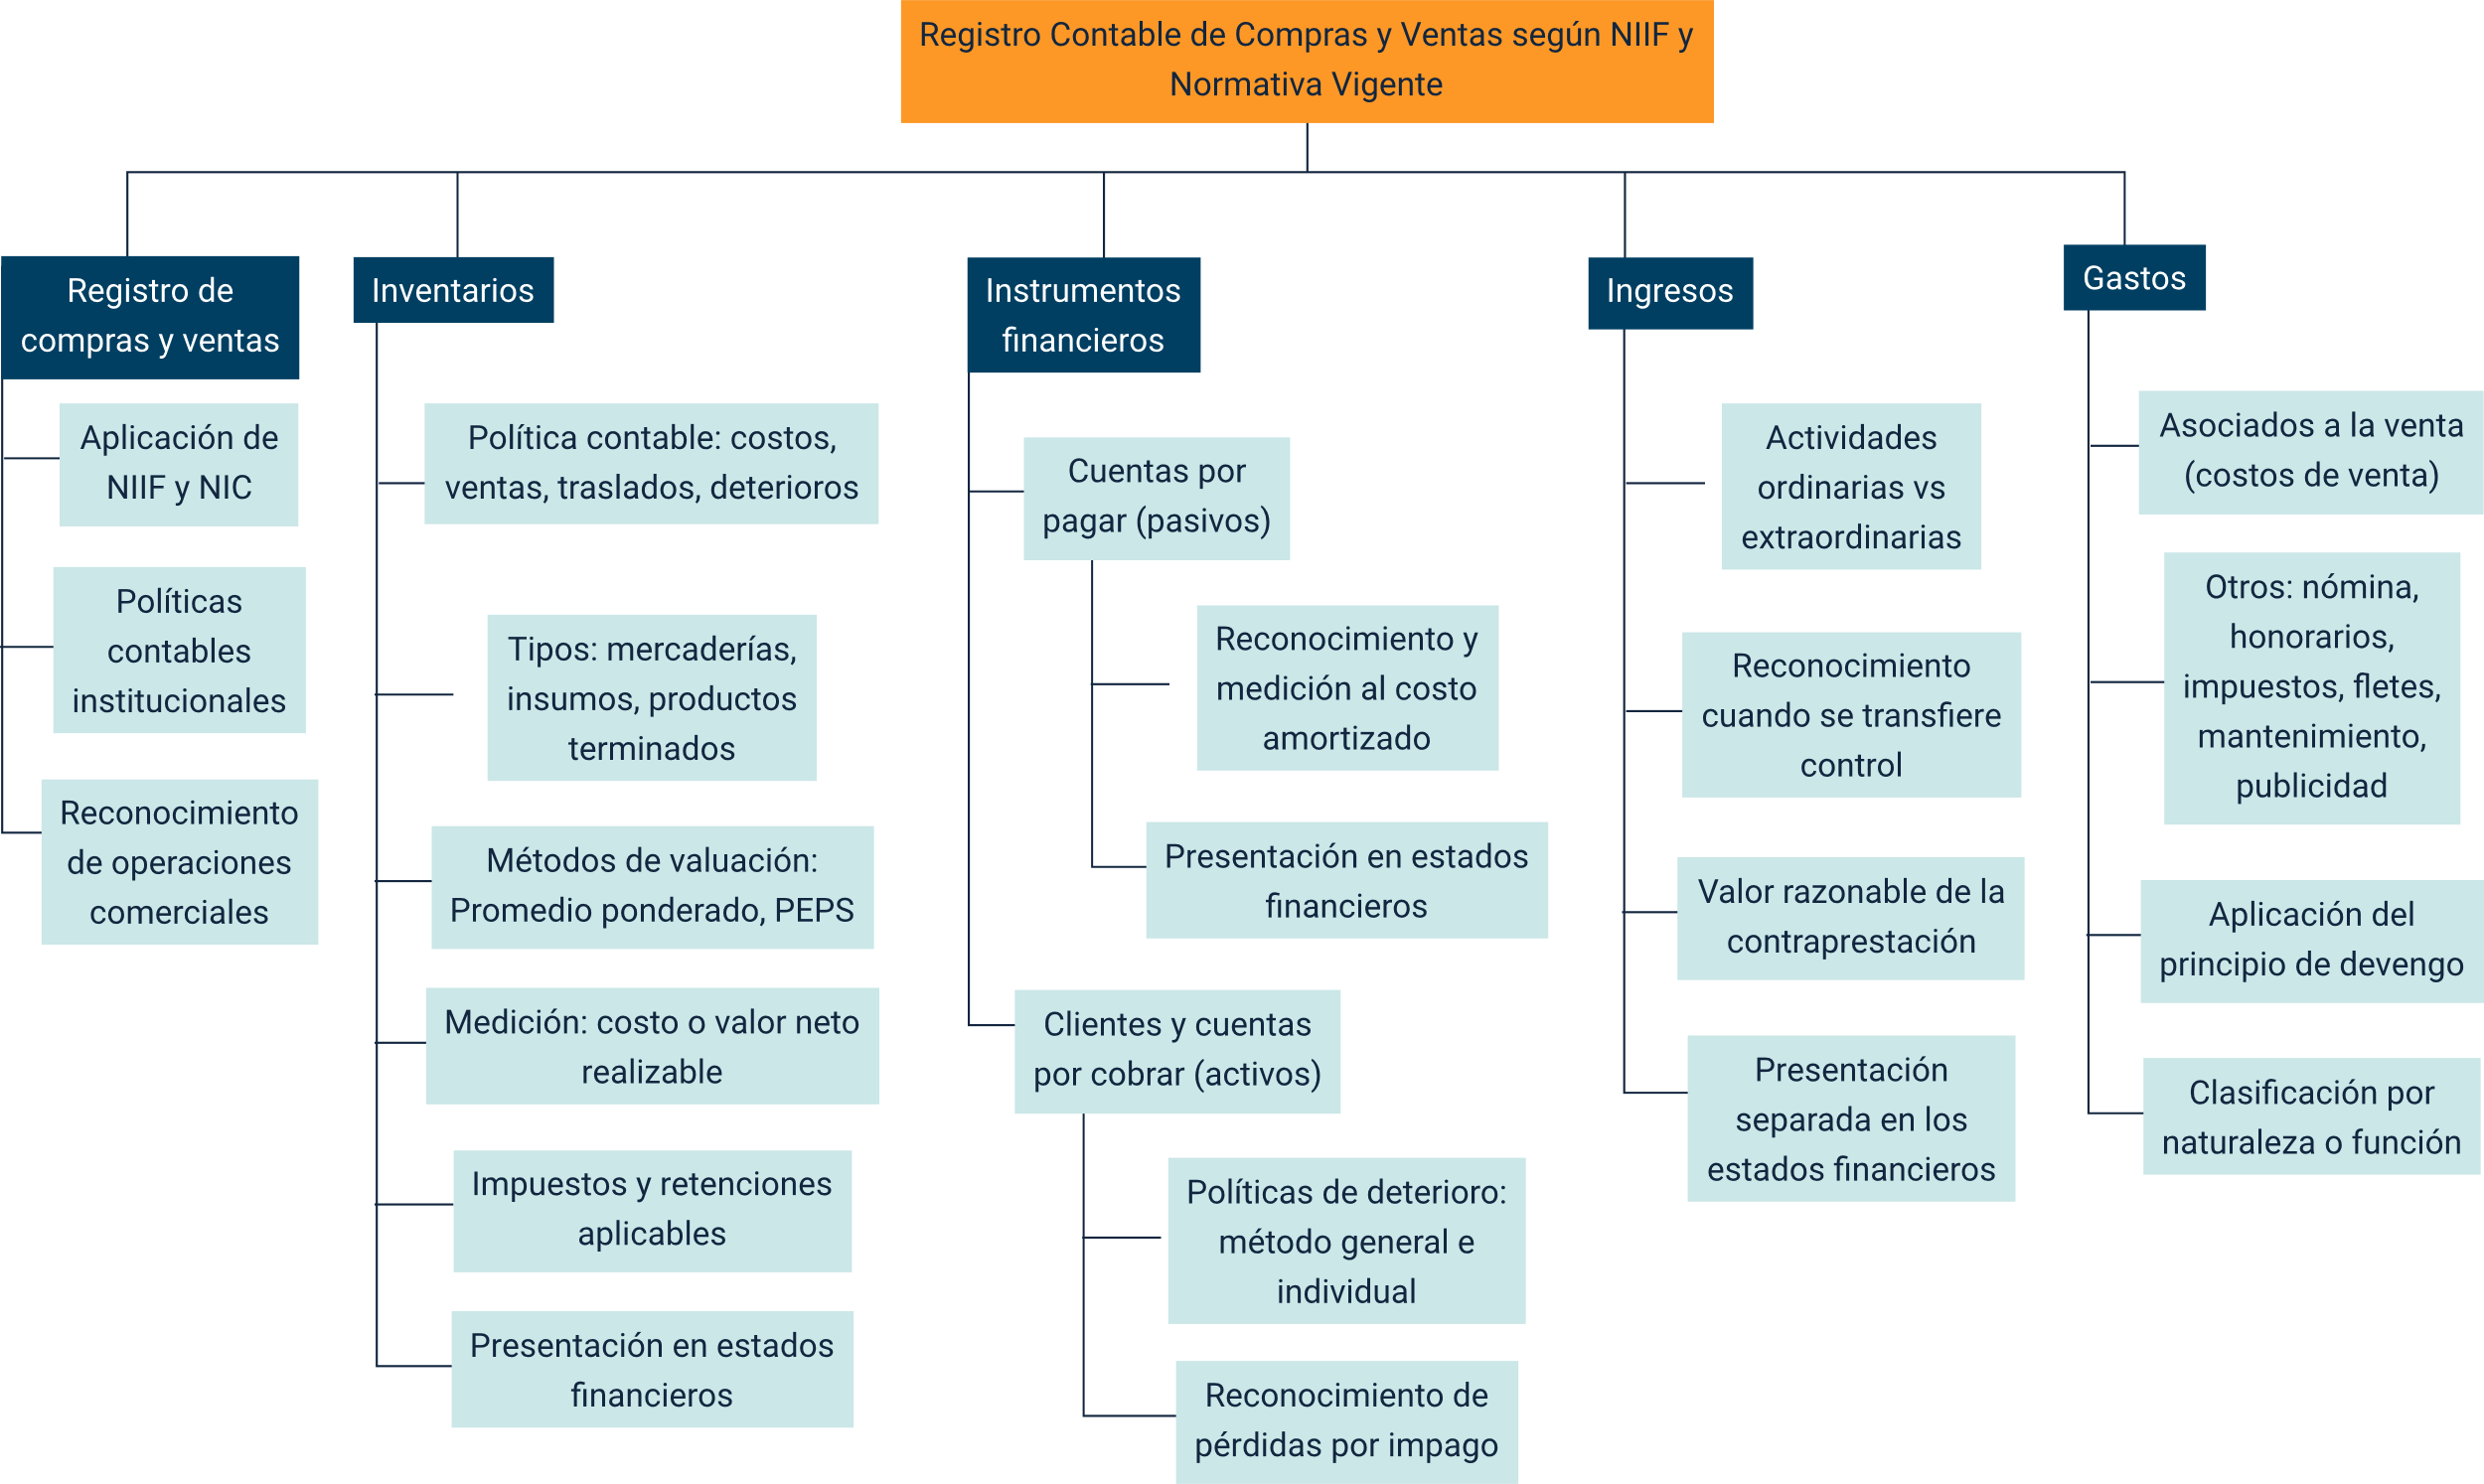 Registro Contable de Compras y Ventas según NIIF y
Normativa Vigente
Registro de
compras y ventas
Aplicación de
NIIF y NIC
Políticas
contables
institucionales
Reconocimiento
de operaciones
comerciales
Inventarios
Política contable: costos,
ventas, traslados, deterioros
Tipos: mercaderías,
insumos, productos
terminados
Métodos de valuación:
Promedio ponderado, PEPS
Medición: costo o valor neto
realizable
Impuestos y retenciones
aplicables
Presentación en estados
financieros
Instrumentos
financieros
Cuentas por
pagar (pasivos)
Reconocimiento y
medición al costo
amortizado
Presentación en estados
financieros
Clientes y cuentas
por cobrar (activos)
Políticas de deterioro:
método general e
individual
Reconocimiento de
pérdidas por impago
Ingresos
Actividades
ordinarias vs
extraordinarias
Reconocimiento
cuando se transfiere
control
Valor razonable de la
contraprestación
Presentación
separada en los
estados financieros
Gastos
Asociados a la venta
(costos de venta)
Otros: nómina,
honorarios,
impuestos, fletes,
mantenimiento,
publicidad
Aplicación del
principio de devengo
Clasificación por
naturaleza o función